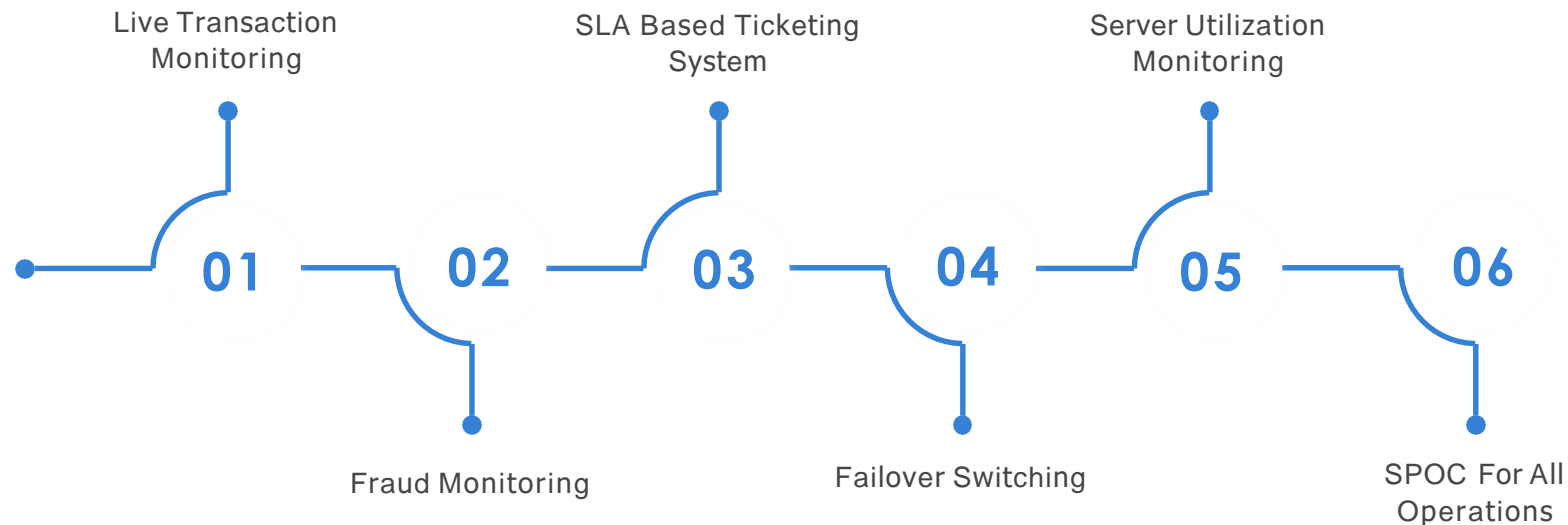 Live Transaction
Monitoring
SLA Based Ticketing
System
Server Utilization
Monitoring
01
02
03
04
05
06
Fraud Monitoring
Failover Switching
SPOC For All
Operations